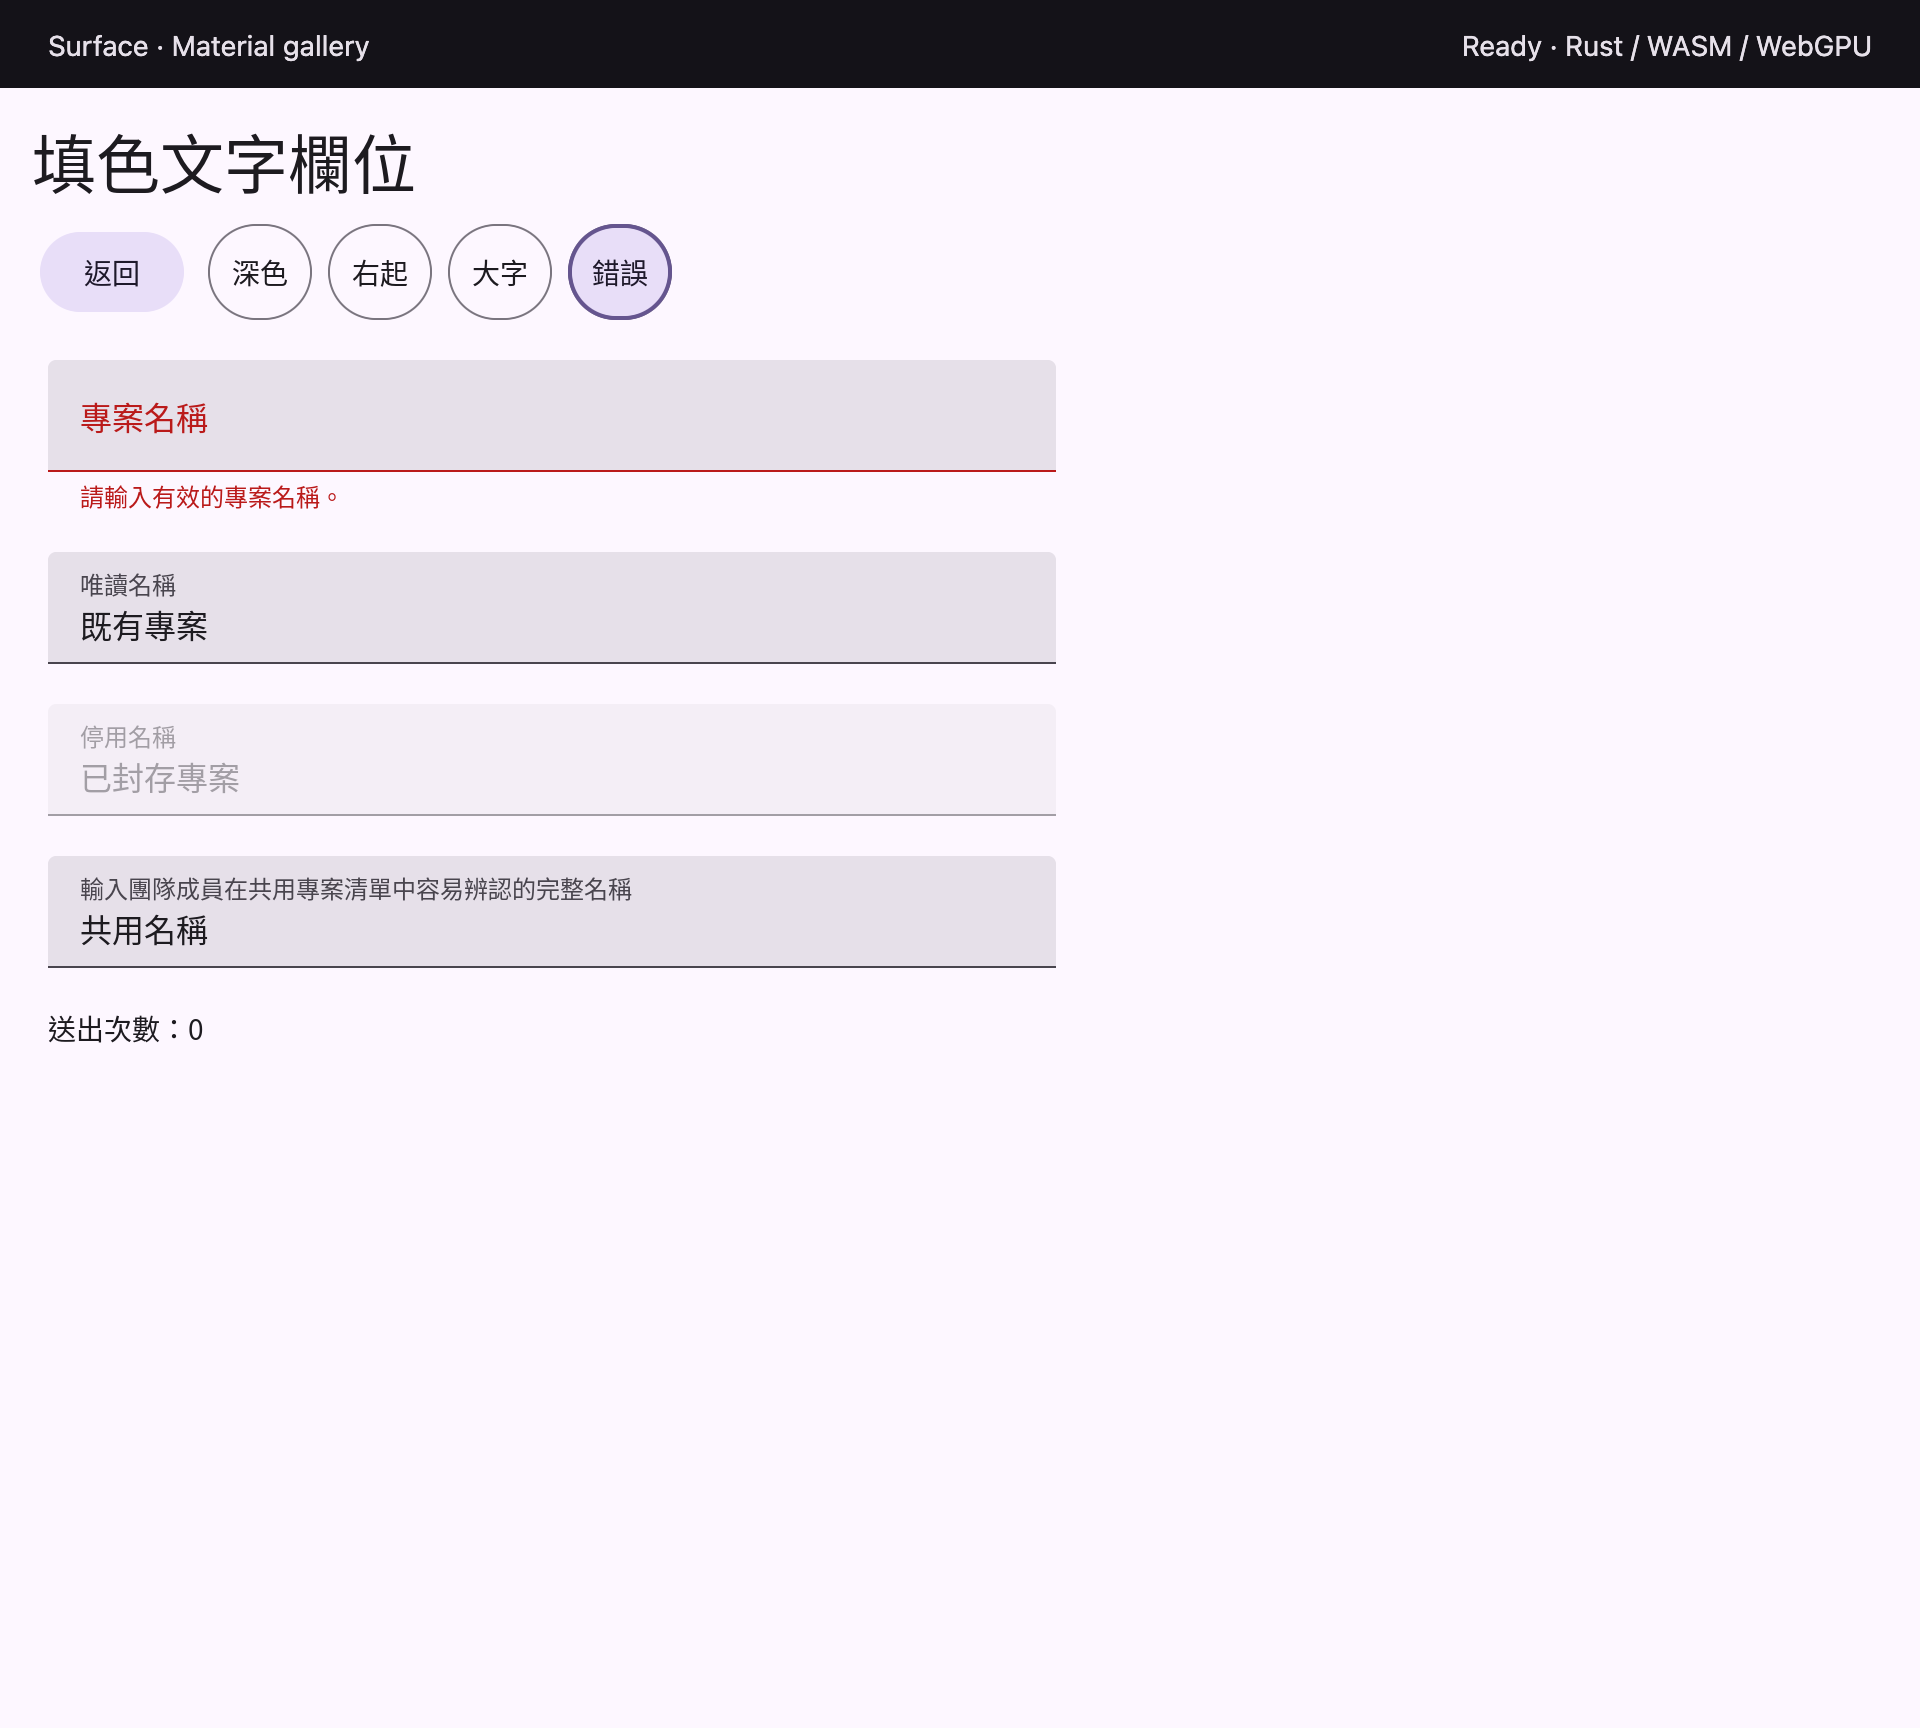 Surface · Material gallery
Ready · Rust / WASM / WebGPU
填色文字欄位
返回 深色 右起 大字 錯誤
專案名稱
請輸入有效的專案名稱。
唯讀名稱
既有專案
停用名稱
已封存專案
輸入團隊成員在共用專案清單中容易辨認的完整名稱
共用名稱
送出次數：0